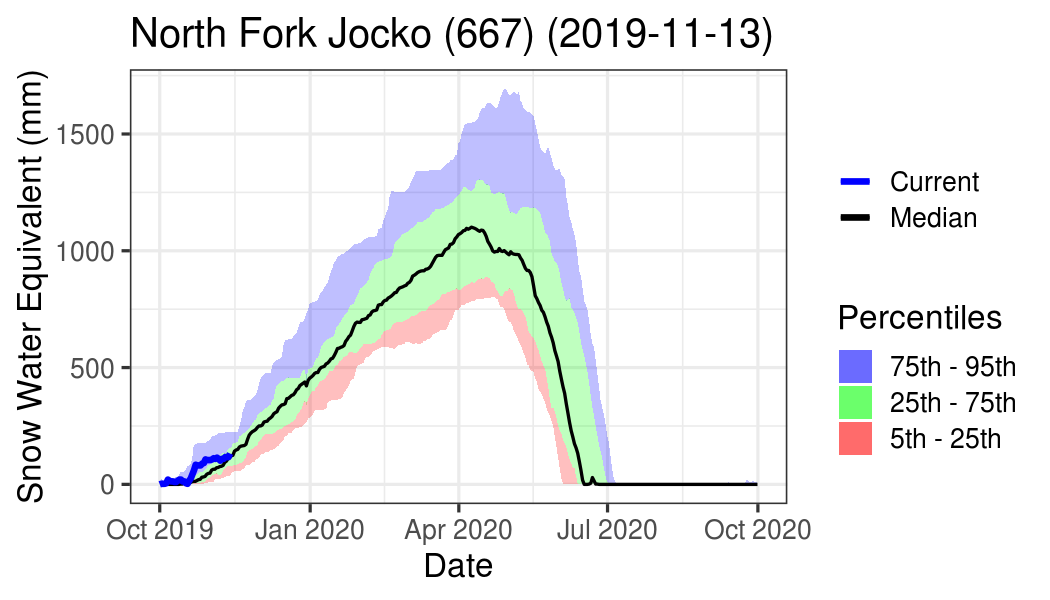 North Fork Jocko (667) (2019-11-13)
Snow Water Equivalent (mm)
1500
1000
500
0
Oct 2019 Jan 2020 Apr 2020 Jul 2020 Oct 2020
Date
Current
Median
Percentiles
75th - 95th
25th - 75th
5th - 25th